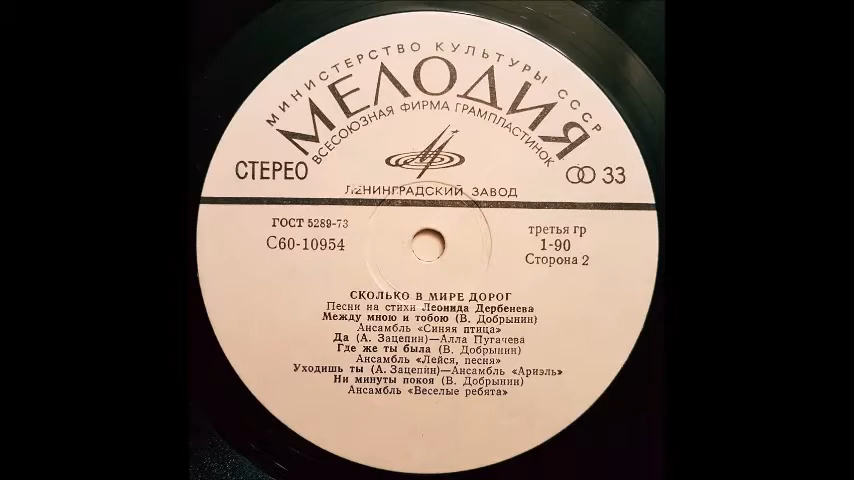 МИНИСТЕРСТВО КУЛЬТУРЫ СССР
МЕЛОДИЯ
ВСЕСОЮЗНАЯ ФИРМА ГРАМПЛАСТИНОК
СТЕРЕО
33
ЛЕНИНГРАДСКИЙ ЗАВОД
ГОСТ 5289-73
С60-10954
третья гр
1-90
Сторона 2
СКОЛЬКО В МИРЕ ДОРОГ
Песни на стихи Леонида Дербенева
Между мною и тобою (В. Добрынин)
Ансамбль «Синяя птица»
Да (А. Зацепин)—Алла Пугачева
Где же ты была (В. Добрынин)
Ансамбль «Лейся, песня»
Уходишь ты (А. Зацепин)—Ансамбль «Ариэль»
Ни минуты покоя (В. Добрынин)
Ансамбль «Веселые ребята»